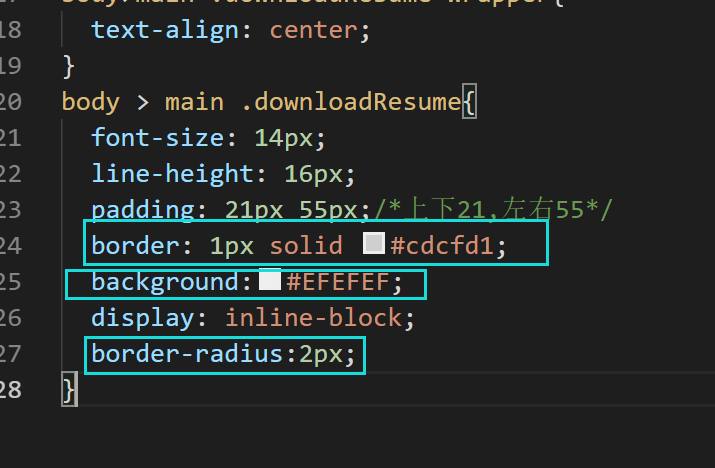 text-align: center;
19 }
20 body > main .downloadResume{
21 font-size: 14px;
22 line-height: 16px;
23 padding: 21px 55px;/*上下21,左右55*/
24 border: 1px solid #cdcfd1;
25 background: #EFEFEF;
26 display: inline-block;
27 border-radius:2px;
28 }